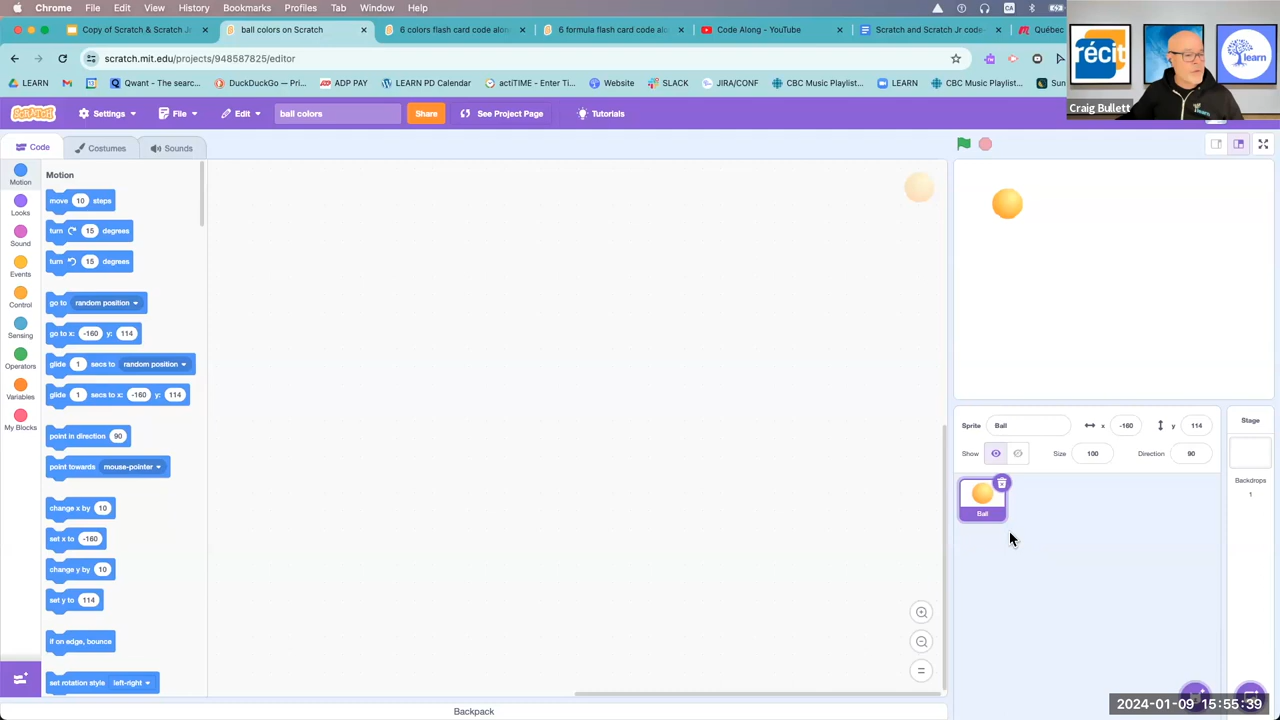 Chrome File Edit View History Bookmarks Profiles Tab Window Help
Copy of Scratch & Scratch Jr ball colors on Scratch 6 colors flash card code alon 6 formula flash card code alo Code Along - YouTube Scratch and Scratch Jr code- Québec
scratch.mit.edu/projects/948587825/editor
LEARN Qwant - The searc... DuckDuckGo — Pri... ADP PAY LEARN PD Calendar actiTIME - Enter Ti... Website SLACK JIRA/CONF CBC Music Playlist... LEARN CBC Music Playlist... Sun
récit
learn
Craig Bullett
SCRATCH Settings File Edit ball colors Share See Project Page Tutorials
Code Costumes Sounds
Motion
Looks
Sound
Events
Control
Sensing
Operators
Variables
My Blocks
Motion
move 10 steps
turn 15 degrees
turn 15 degrees
go to random position
go to x: -160 y: 114
glide 1 secs to random position
glide 1 secs to x: -160 y: 114
point in direction 90
point towards mouse-pointer
change x by 10
set x to -160
change y by 10
set y to 114
if on edge, bounce
set rotation style left-right
Backpack
Sprite Ball x -160 y 114
Show Size 100 Direction 90
Ball
Stage
Backdrops
1
2024-01-09 15:55:39